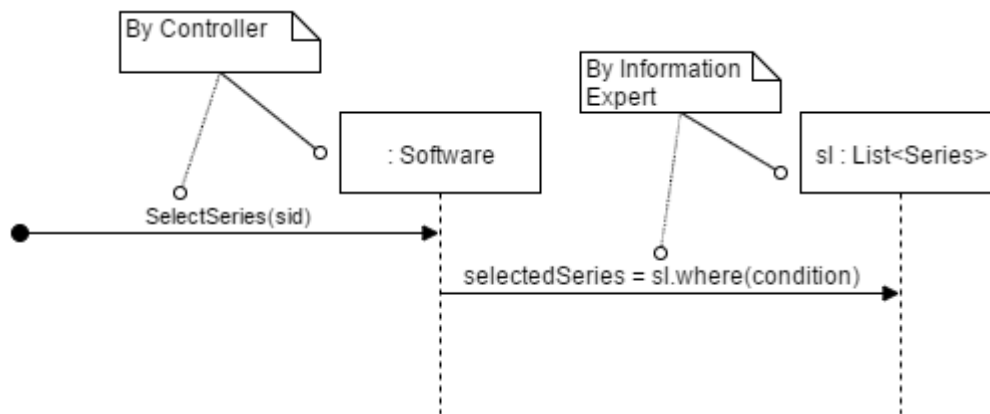 By Controller
By Information
Expert
: Software
sl : List<Series>
SelectSeries(sid)
selectedSeries = sl.where(condition)